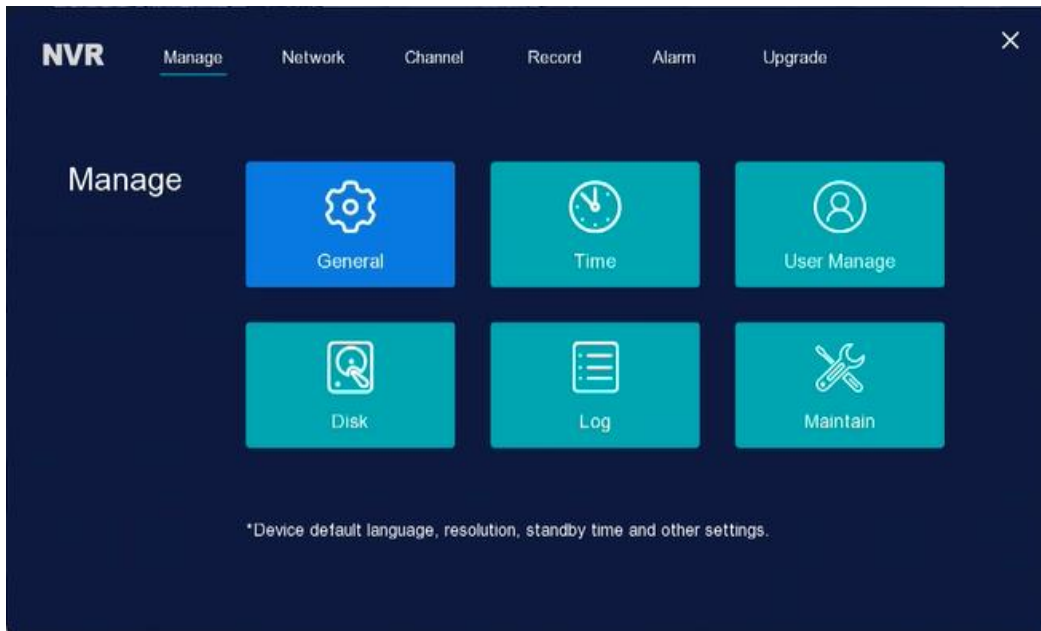 NVR Manage Network Channel Record Alarm Upgrade
Manage
General Time User Manage
Disk Log Maintain
*Device default language, resolution, standby time and other settings.